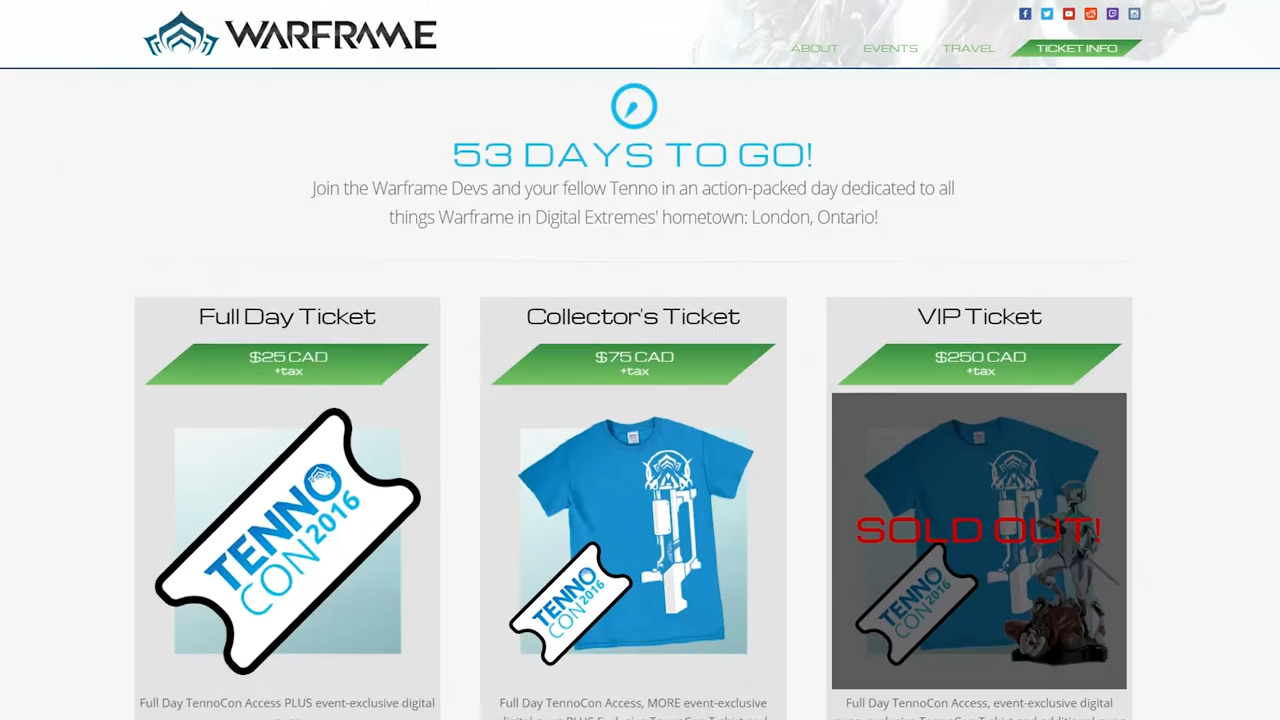 WARFRAME
ABOUT EVENTS TRAVEL TICKET INFO
53 DAYS TO GO!
Join the Warframe Devs and your fellow Tenno in an action-packed day dedicated to all
things Warframe in Digital Extremes' hometown: London, Ontario!
Full Day Ticket
$25 CAD
+tax
TENNO
CON 2016
Full Day TennoCon Access PLUS event-exclusive digital
Collector's Ticket
$75 CAD
+tax
TENNO
CON 2016
Full Day TennoCon Access, MORE event-exclusive
VIP Ticket
$250 CAD
+tax
SOLD OUT!
TENNO
CON 2016
Full Day TennoCon Access, event-exclusive digital